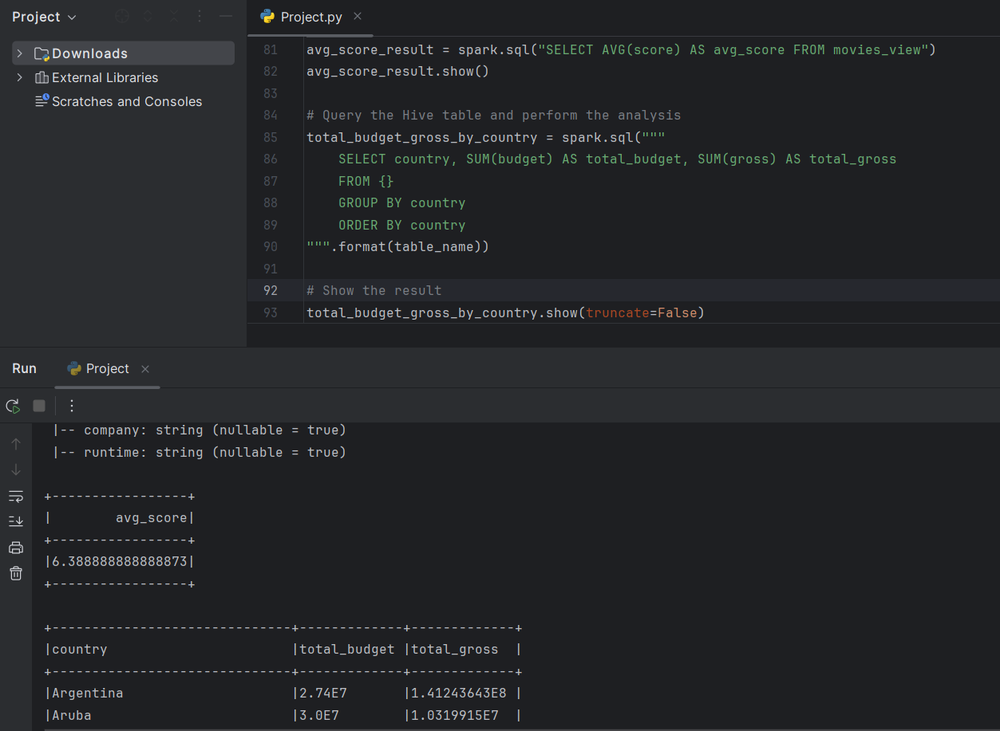 Project
Project.py
Downloads
External Libraries
Scratches and Consoles
81 avg_score_result = spark.sql("SELECT AVG(score) AS avg_score FROM movies_view")
82 avg_score_result.show()
83
84 # Query the Hive table and perform the analysis
85 total_budget_gross_by_country = spark.sql("""
86     SELECT country, SUM(budget) AS total_budget, SUM(gross) AS total_gross
87     FROM {}
88     GROUP BY country
89     ORDER BY country
90 """.format(table_name))
91
92 # Show the result
93 total_budget_gross_by_country.show(truncate=False)
Run
Project
 |-- company: string (nullable = true)
 |-- runtime: string (nullable = true)
+-----------------+
|        avg_score|
+-----------------+
|6.388888888888873|
+-----------------+
+------------------------------+-------------+-------------+
|country                       |total_budget |total_gross  |
+------------------------------+-------------+-------------+
|Argentina                     |2.74E7       |1.41243643E8 |
|Aruba                         |3.0E7        |1.0319915E7  |